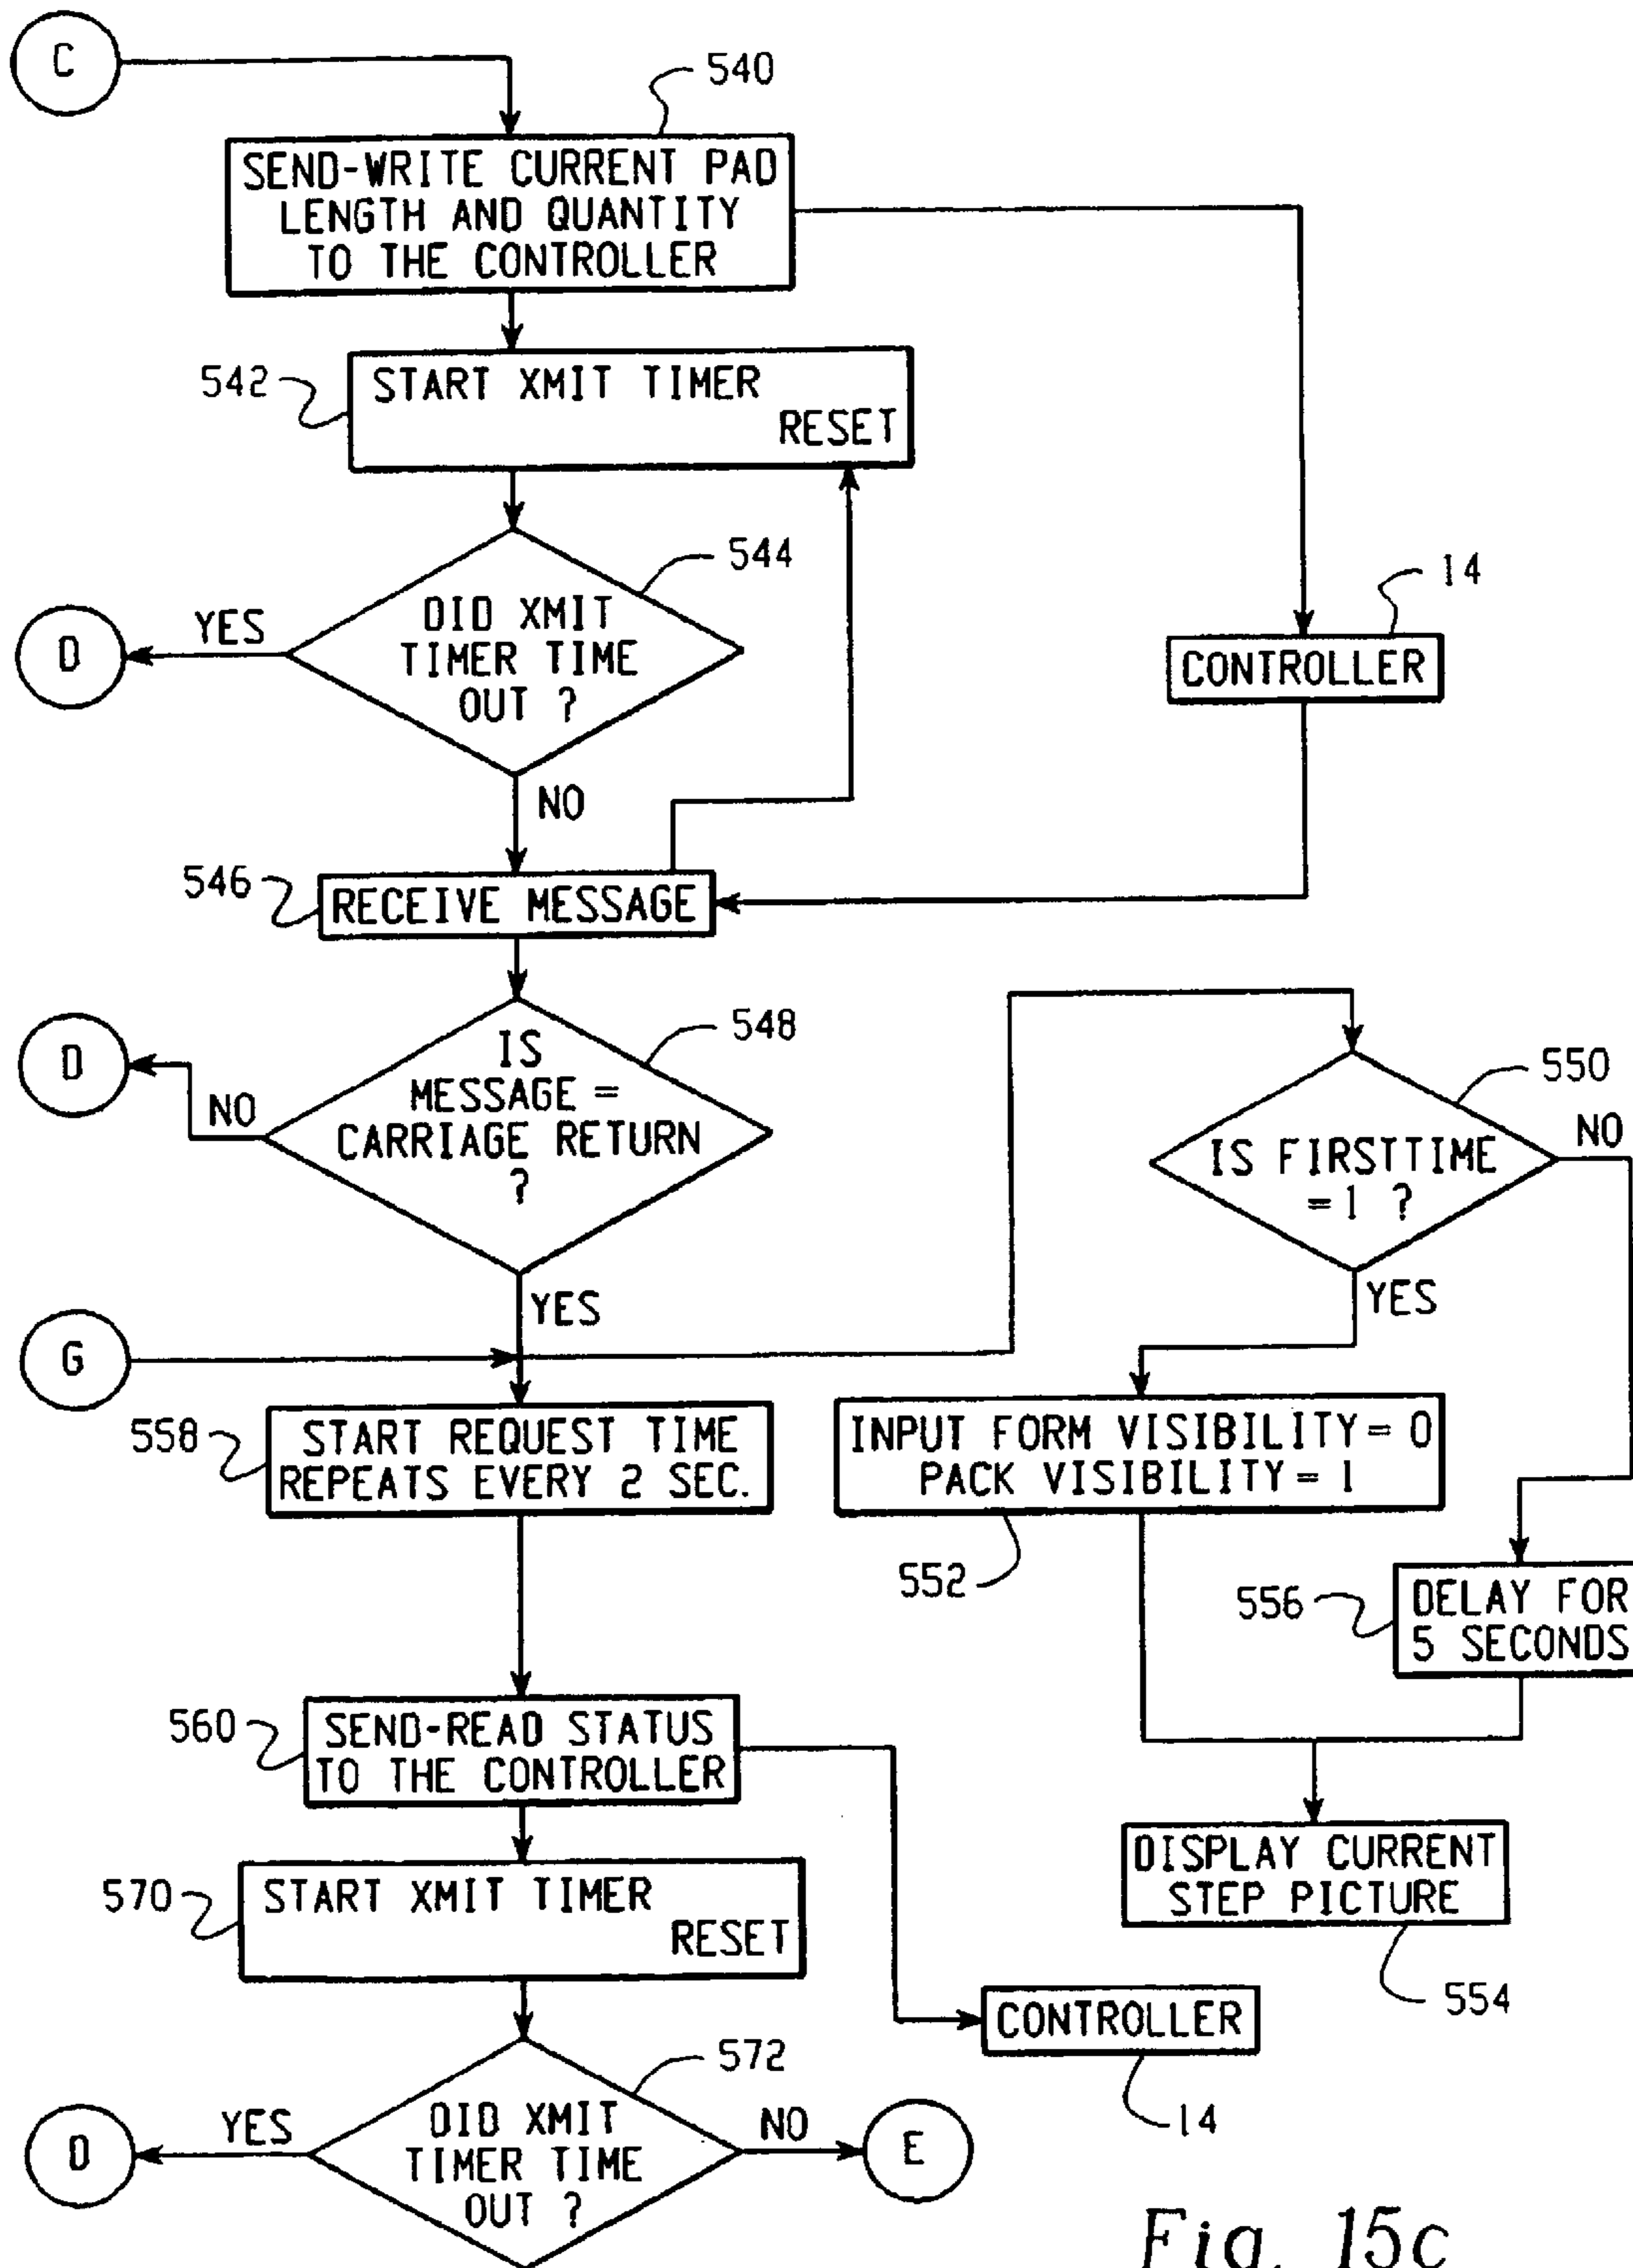 C
540
SEND-WRITE CURRENT PAD
LENGTH AND QUANTITY
TO THE CONTROLLER
542
START XMIT TIMER
RESET
544
DID XMIT
TIMER TIME
OUT ?
YES
D
NO
14
CONTROLLER
546
RECEIVE MESSAGE
548
IS
MESSAGE =
CARRIAGE RETURN
?
D
NO
YES
550
IS FIRSTTIME
=1 ?
NO
YES
G
558
START REQUEST TIME
REPEATS EVERY 2 SEC.
INPUT FORM VISIBILITY=0
PACK VISIBILITY=1
552
556
DELAY FOR
5 SECONDS
560
SEND-READ STATUS
TO THE CONTROLLER
DISPLAY CURRENT
STEP PICTURE
554
570
START XMIT TIMER
RESET
CONTROLLER
14
572
DID XMIT
TIMER TIME
OUT ?
YES
D
NO
E
Fig. 15c